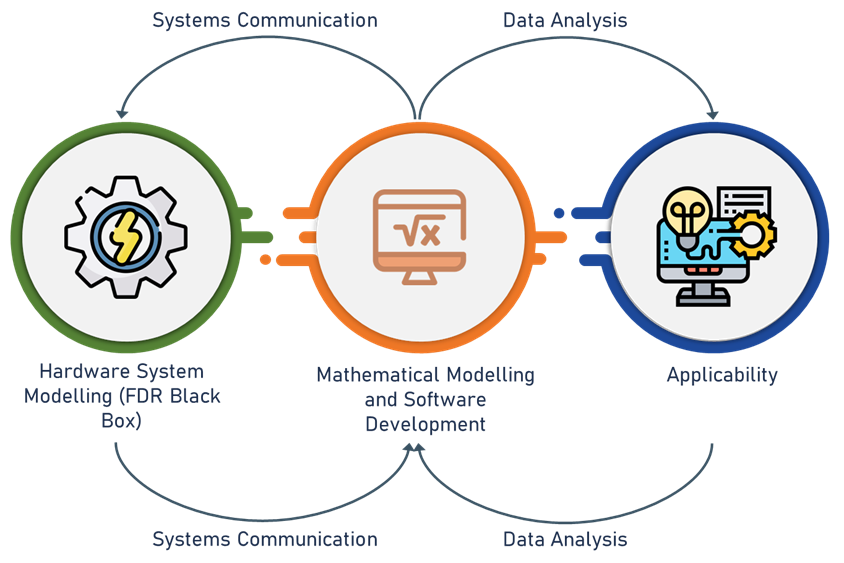 Systems Communication
Data Analysis
√x
Hardware System
Modelling (FDR Black
Box)
Mathematical Modelling
and Software
Development
Applicability
Systems Communication
Data Analysis